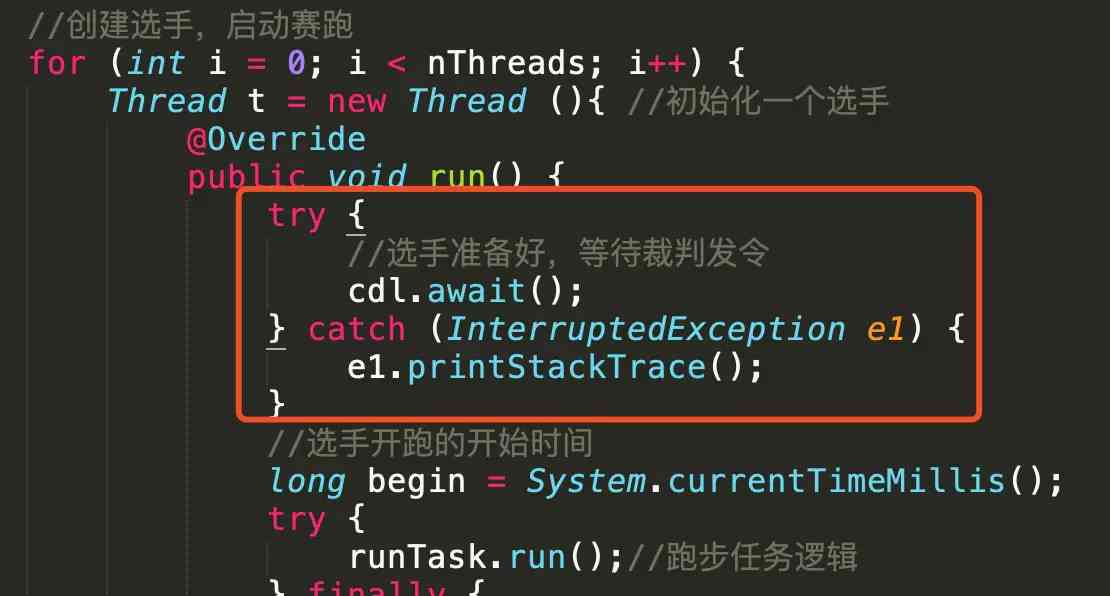 //创建选手，启动赛跑
for (int i = 0; i < nThreads; i++) {
Thread t = new Thread (){ //初始化一个选手
@Override
public void run() {
try {
//选手准备好，等待裁判发令
cdl.await();
} catch (InterruptedException e1) {
e1.printStackTrace();
}
//选手开跑的开始时间
long begin = System.currentTimeMillis();
try {
runTask.run();//跑步任务逻辑
} finally {